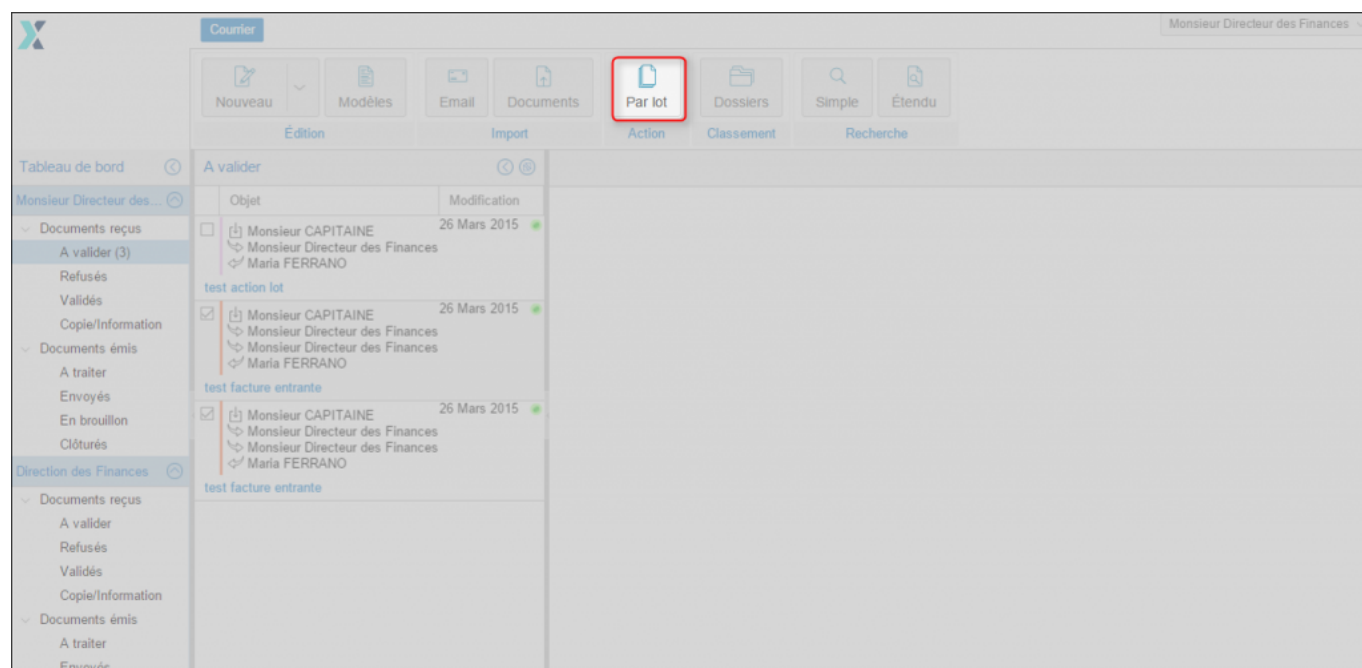 Courrier
Monsieur Directeur des Finances
Nouveau
Modèles
Email
Documents
Par lot
Dossiers
Simple
Étendu
Édition
Import
Action
Classement
Recherche
Tableau de bord
Monsieur Directeur des...
Documents reçus
A valider (3)
Refusés
Validés
Copie/Information
Documents émis
A traiter
Envoyés
En brouillon
Clôturés
Direction des Finances
Documents reçus
A valider
Refusés
Validés
Copie/Information
Documents émis
A traiter
Envoyés
A valider
Objet
Modification
Monsieur CAPITAINE
26 Mars 2015
Monsieur Directeur des Finances
Maria FERRANO
test action lot
Monsieur CAPITAINE
26 Mars 2015
Monsieur Directeur des Finances
Monsieur Directeur des Finances
Maria FERRANO
test facture entrante
Monsieur CAPITAINE
26 Mars 2015
Monsieur Directeur des Finances
Monsieur Directeur des Finances
Maria FERRANO
test facture entrante